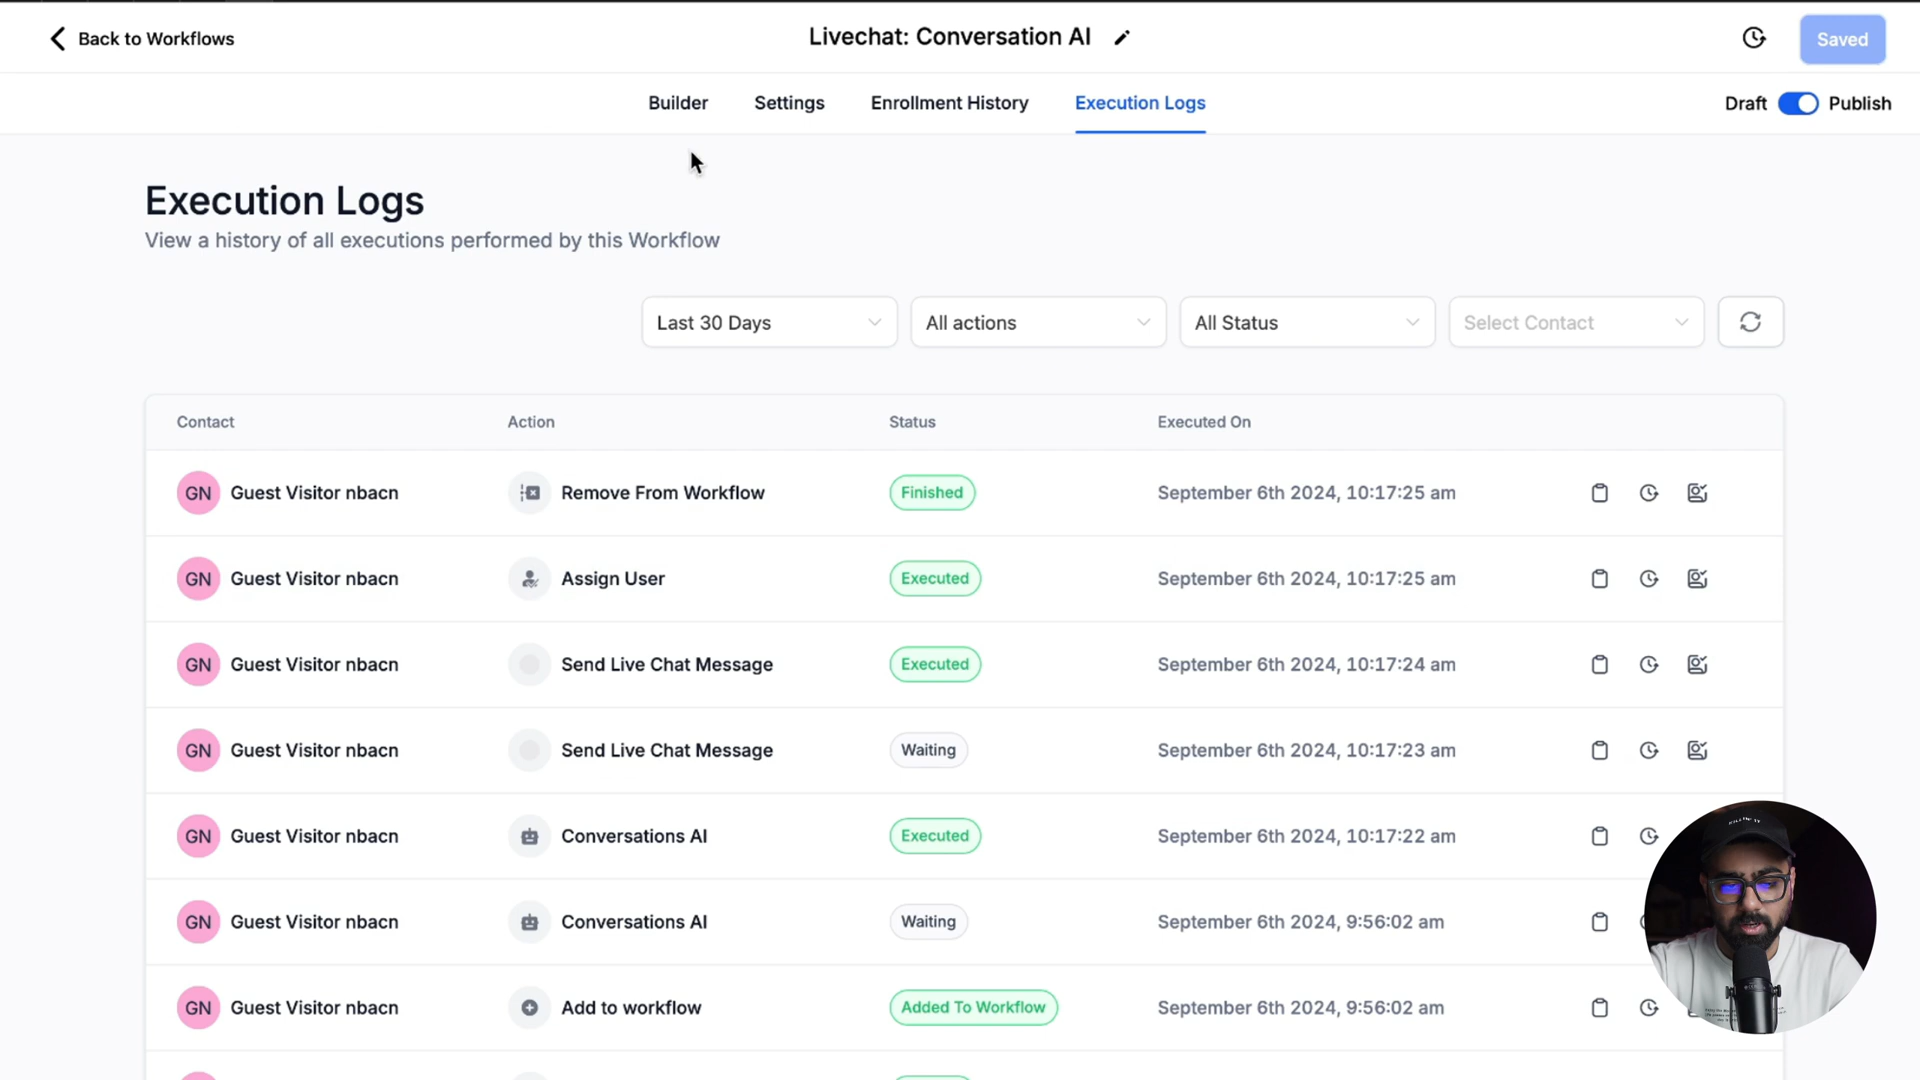 Back to Workflows
Livechat: Conversation AI
Saved
Builder
Settings
Enrollment History
Execution Logs
Draft
Publish
Execution Logs
View a history of all executions performed by this Workflow
Last 30 Days
All actions
All Status
Select Contact
Contact
Action
Status
Executed On
GN
Guest Visitor nbacn
Remove From Workflow
Finished
September 6th 2024, 10:17:25 am
GN
Guest Visitor nbacn
Assign User
Executed
September 6th 2024, 10:17:25 am
GN
Guest Visitor nbacn
Send Live Chat Message
Executed
September 6th 2024, 10:17:24 am
GN
Guest Visitor nbacn
Send Live Chat Message
Waiting
September 6th 2024, 10:17:23 am
GN
Guest Visitor nbacn
Conversations AI
Executed
September 6th 2024, 10:17:22 am
GN
Guest Visitor nbacn
Conversations AI
Waiting
September 6th 2024, 9:56:02 am
GN
Guest Visitor nbacn
Add to workflow
Added To Workflow
September 6th 2024, 9:56:02 am